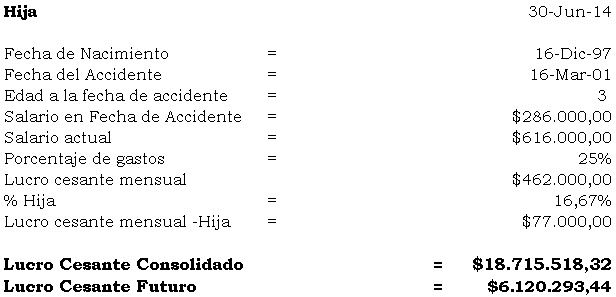 Hija 30-Jun-14
Fecha de Nacimiento = 16-Dic-97
Fecha del Accidente = 16-Mar-01
Edad a la fecha de accidente = 3
Salario en Fecha de Accidente = $286.000,00
Salario actual = $616.000,00
Porcentaje de gastos = 25%
Lucro cesante mensual $462.000,00
% Hija = 16,67%
Lucro cesante mensual -Hija = $77.000,00
Lucro Cesante Consolidado = $18.715.518,32
Lucro Cesante Futuro = $6.120.293,44